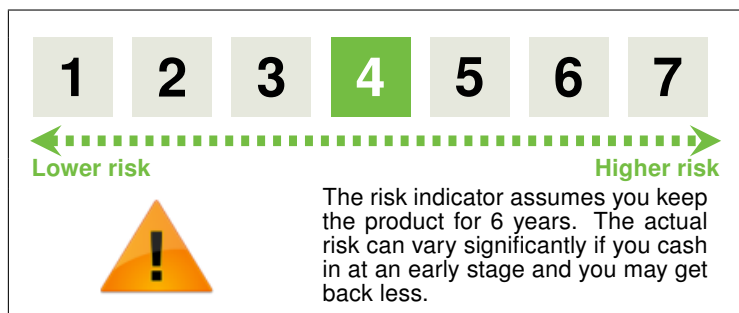 1 2 3 4 5 6 7
Lower risk Higher risk
The risk indicator assumes you keep
the product for 6 years. The actual
risk can vary significantly if you cash
in at an early stage and you may get
back less.